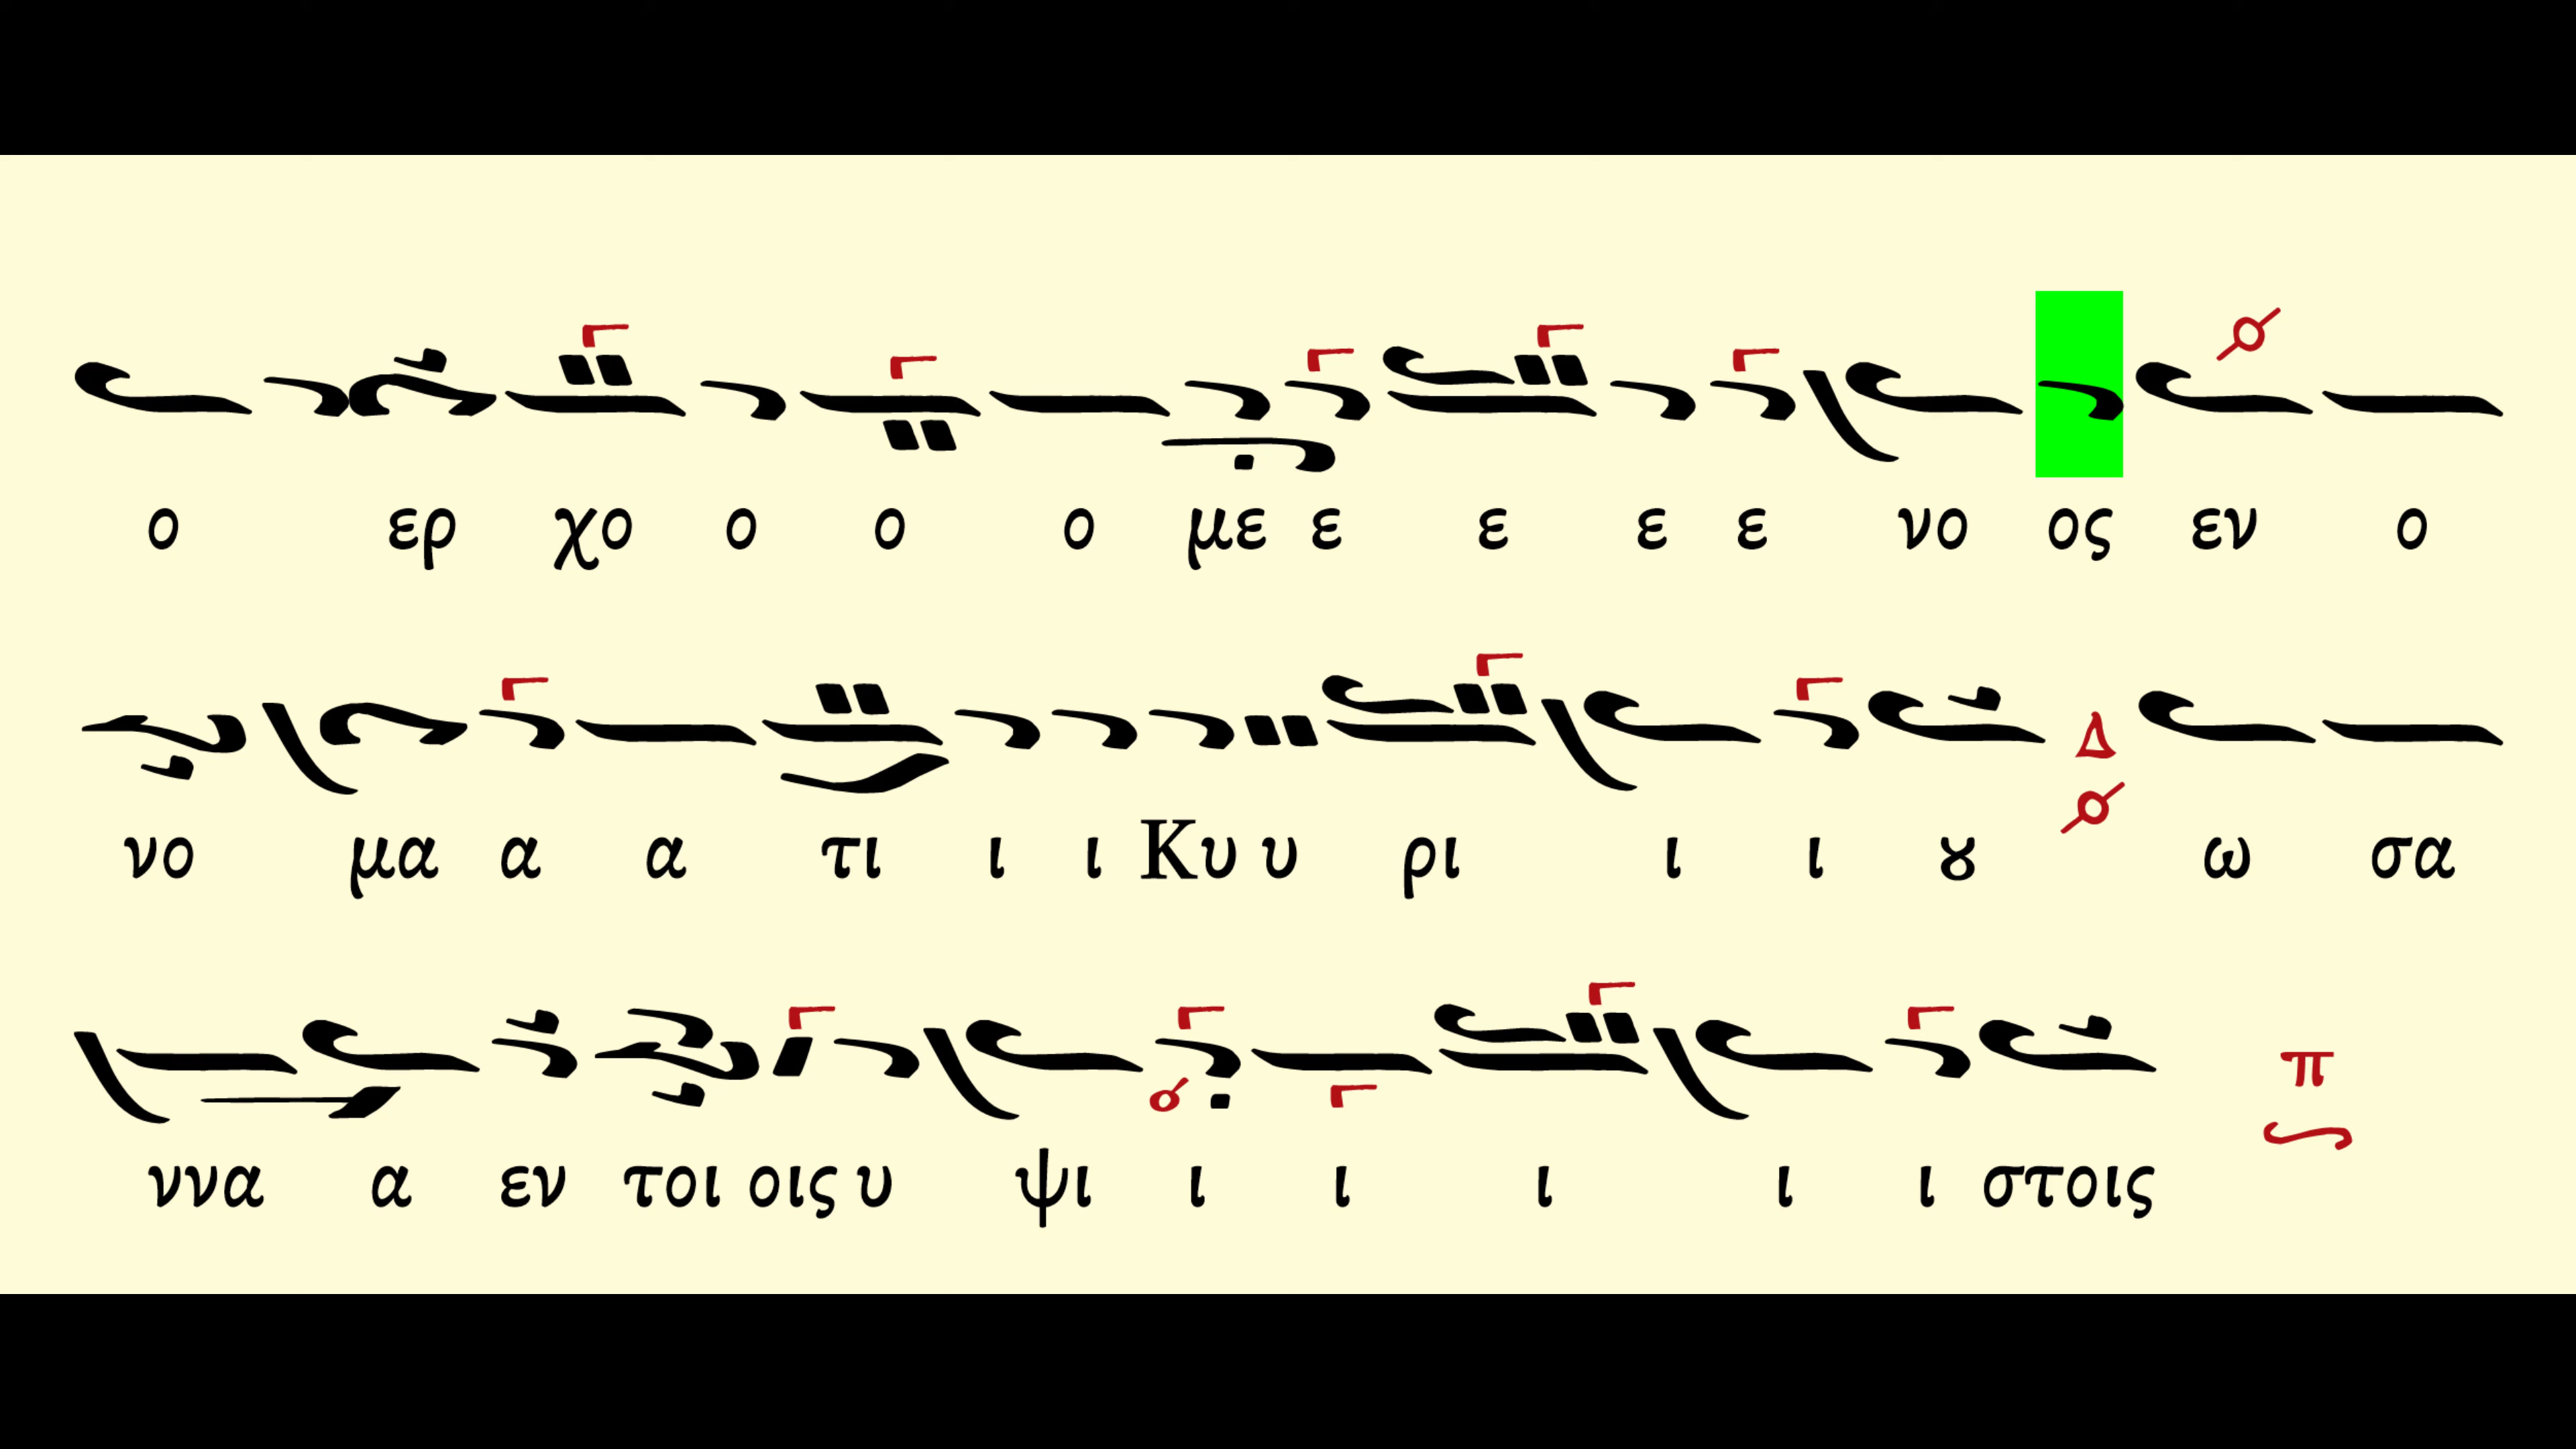 ο ερ χο ο ο ο με ε ε ε ε νο ος εν ο
νο μα α α τι ι ι Κυ υ ρι ι ι ȣ Δ ω σα
ννα α εν τοι οις υ ψι ι ι ι ι ι στοις π